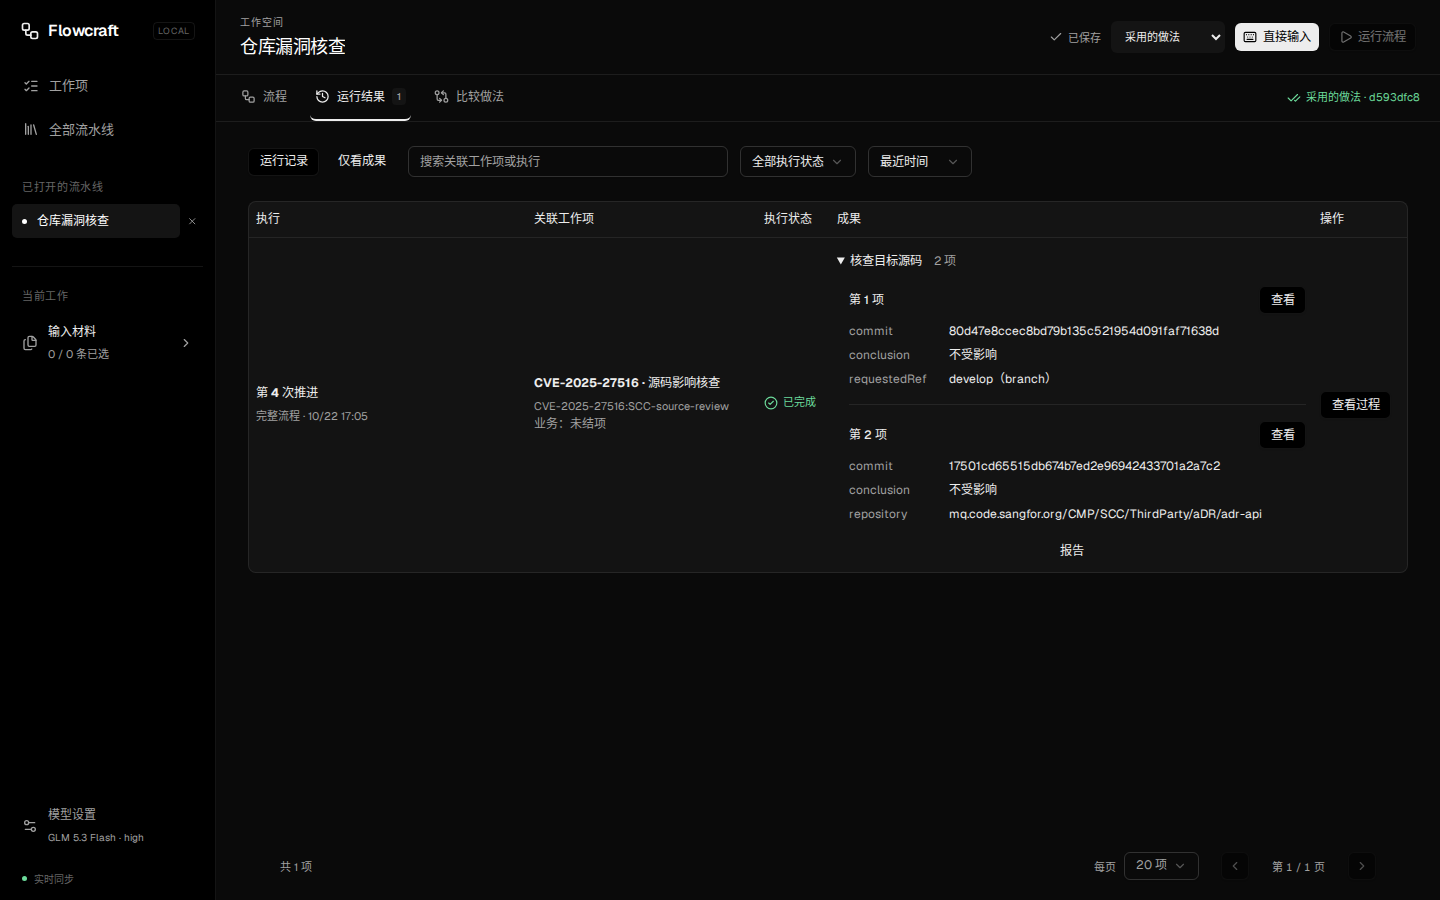 Flowcraft
LOCAL
工作项
全部流水线
已打开的流水线
仓库漏洞核查
当前工作
输入材料
0 / 0 条已选
模型设置
GLM 5.3 Flash · high
实时同步
工作空间
仓库漏洞核查
已保存
采用的做法
直接输入
运行流程
流程
运行结果 1
比较做法
采用的做法 · d593dfc8
运行记录
仅看成果
搜索关联工作项或执行
全部执行状态
最近时间
执行 关联工作项 执行状态 成果 操作
第 4 次推进
完整流程 · 10/22 17:05
CVE-2025-27516 · 源码影响核查
CVE-2025-27516:SCC-source-review
业务：未结项
已完成
核查目标源码 2 项
第 1 项 查看
commit 80d47e8ccec8bd79b135c521954d091faf71638d
conclusion 不受影响
requestedRef develop（branch）
第 2 项 查看
commit 17501cd65515db674b7ed2e96942433701a2a7c2
conclusion 不受影响
repository mq.code.sangfor.org/CMP/SCC/ThirdParty/aDR/adr-api
报告
查看过程
共 1 项
每页 20 项
第 1 / 1 页